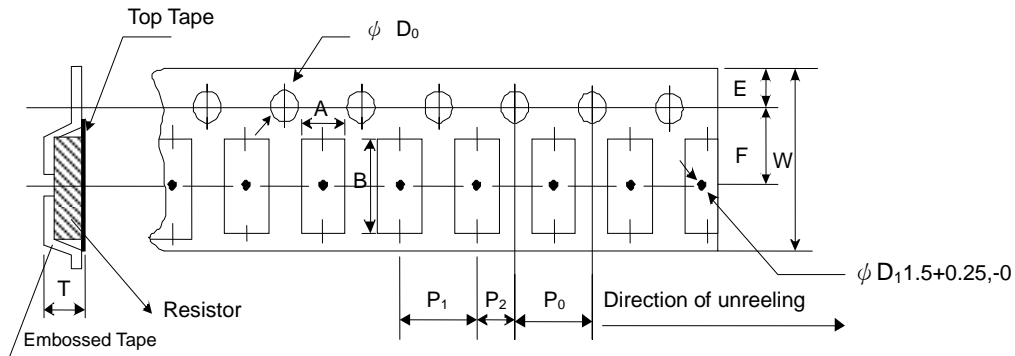 Top Tape
ϕ D₀
E
A
F
W
B
T
P₁
P₂
P₀
Direction of unreeling
ϕ D₁1.5+0.25,-0
Resistor
Embossed Tape